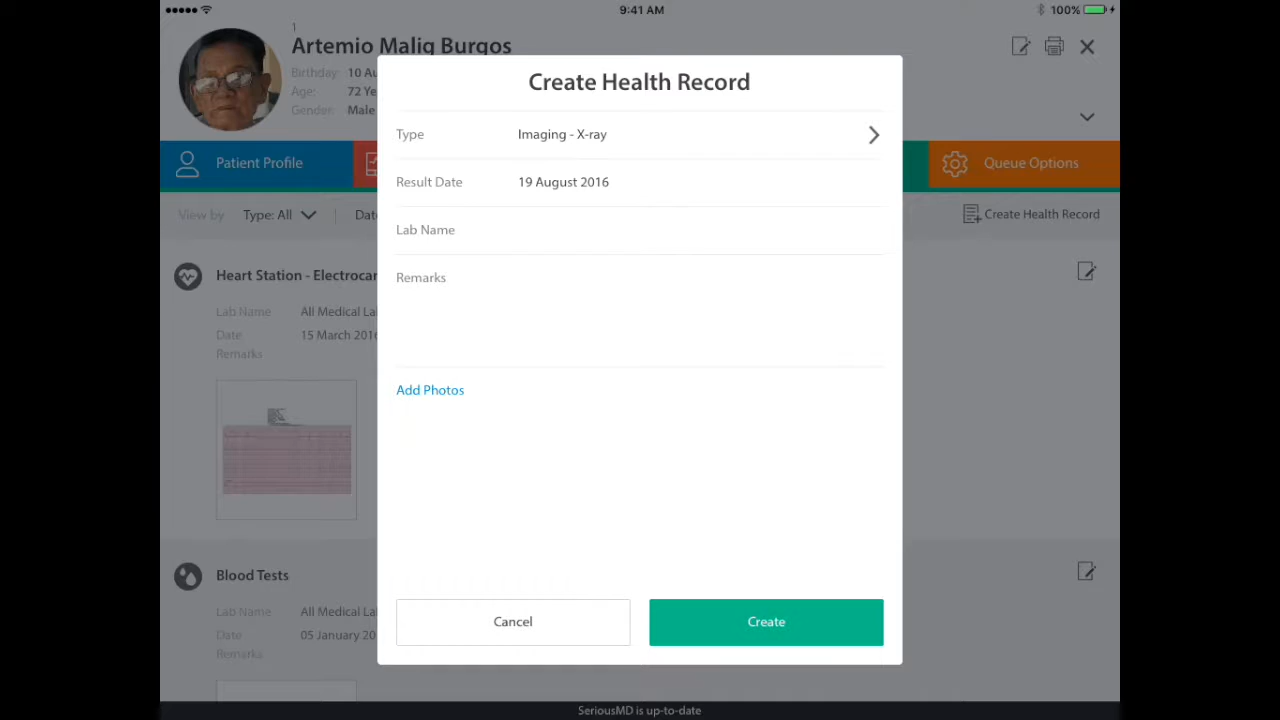 9:41 AM
100%
1
Artemio Malig Burgos
Birthday: 10 Au
Age: 72 Ye
Gender: Male
Patient Profile
Queue Options
View by Type: All Date
Create Health Record
Heart Station - Electrocar
Lab Name All Medical La
Date 15 March 2016
Remarks
Blood Tests
Lab Name All Medical La
Date 05 January 20
Remarks
Create Health Record
Type Imaging - X-ray
Result Date 19 August 2016
Lab Name
Remarks
Add Photos
Cancel Create
SeriousMD is up-to-date